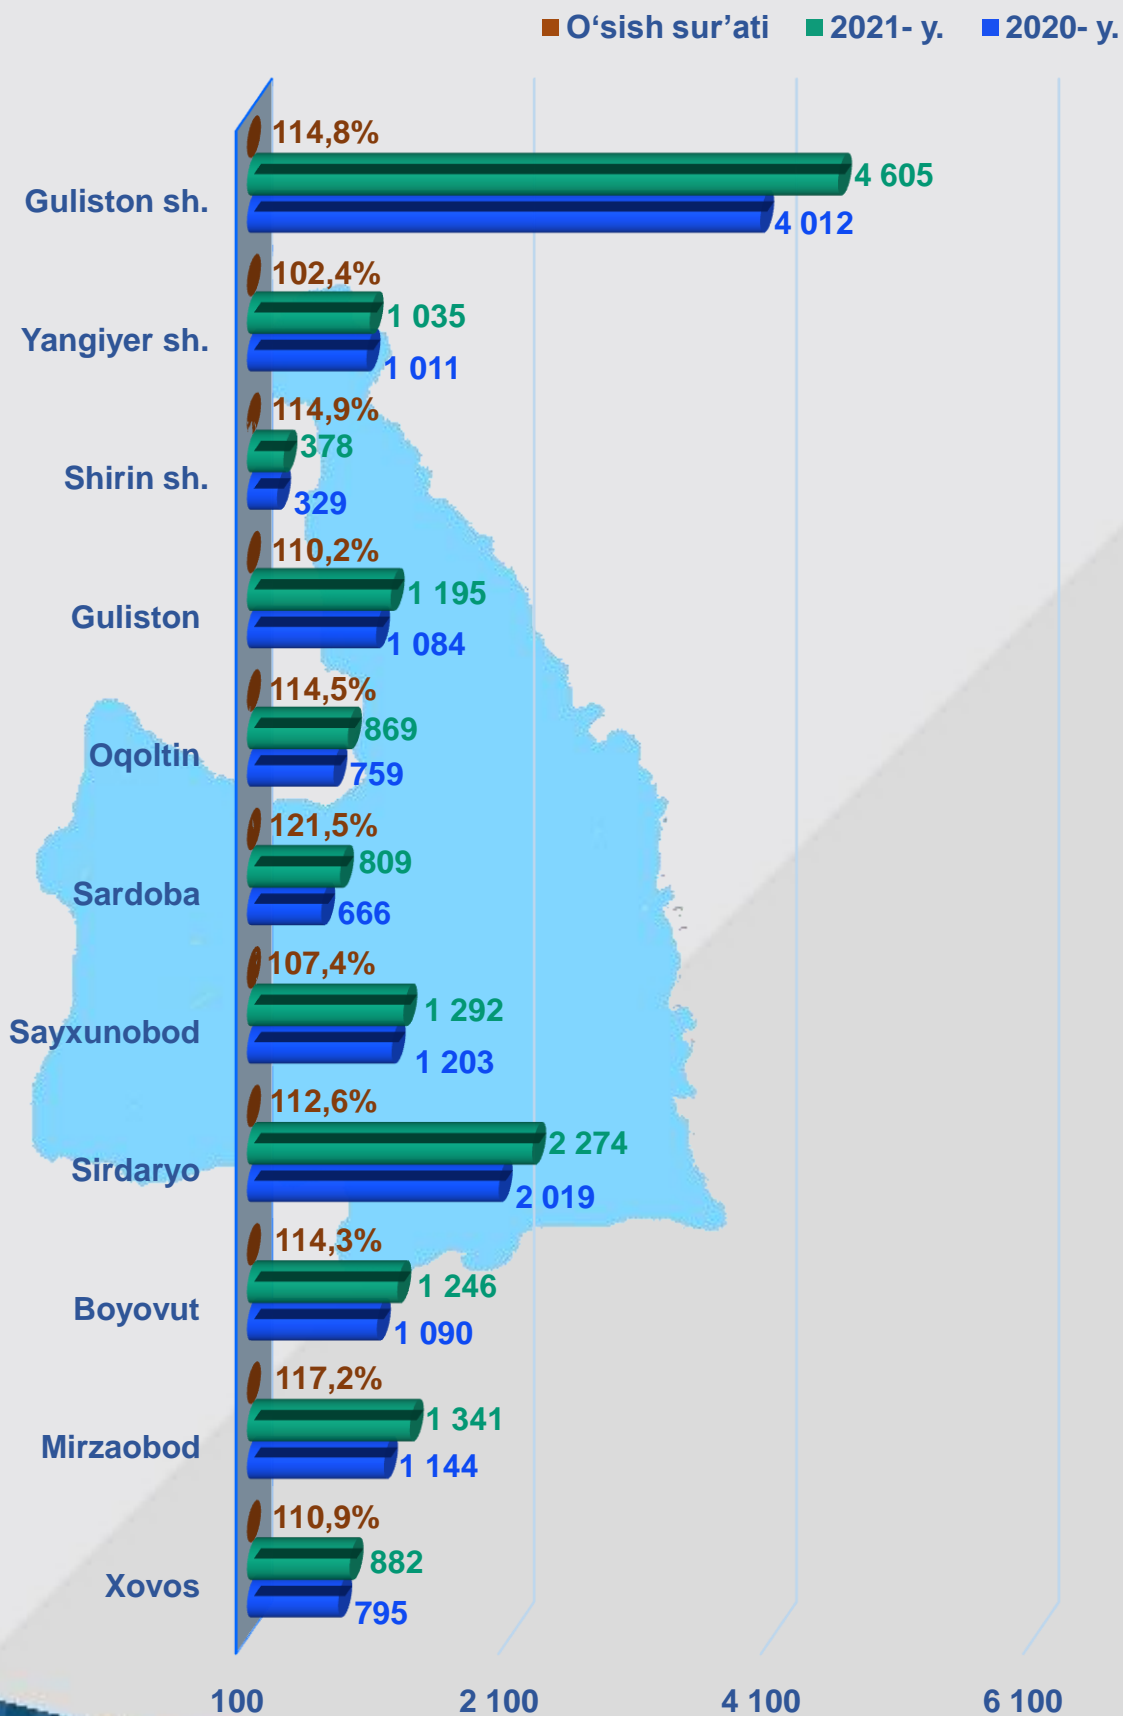 O‘sish sur’ati 2021- y. 2020- y.
114,8%
4 605
Guliston sh.
4 012
102,4%
1 035
Yangiyer sh.
1 011
114,9%
378
Shirin sh.
329
110,2%
1 195
Guliston
1 084
114,5%
869
Oqoltin
759
121,5%
809
Sardoba
666
107,4%
1 292
Sayxunobod
1 203
112,6%
2 274
Sirdaryo
2 019
114,3%
1 246
Boyovut
1 090
117,2%
1 341
Mirzaobod
1 144
110,9%
882
Xovos
795
100 2 100 4 100 6 100